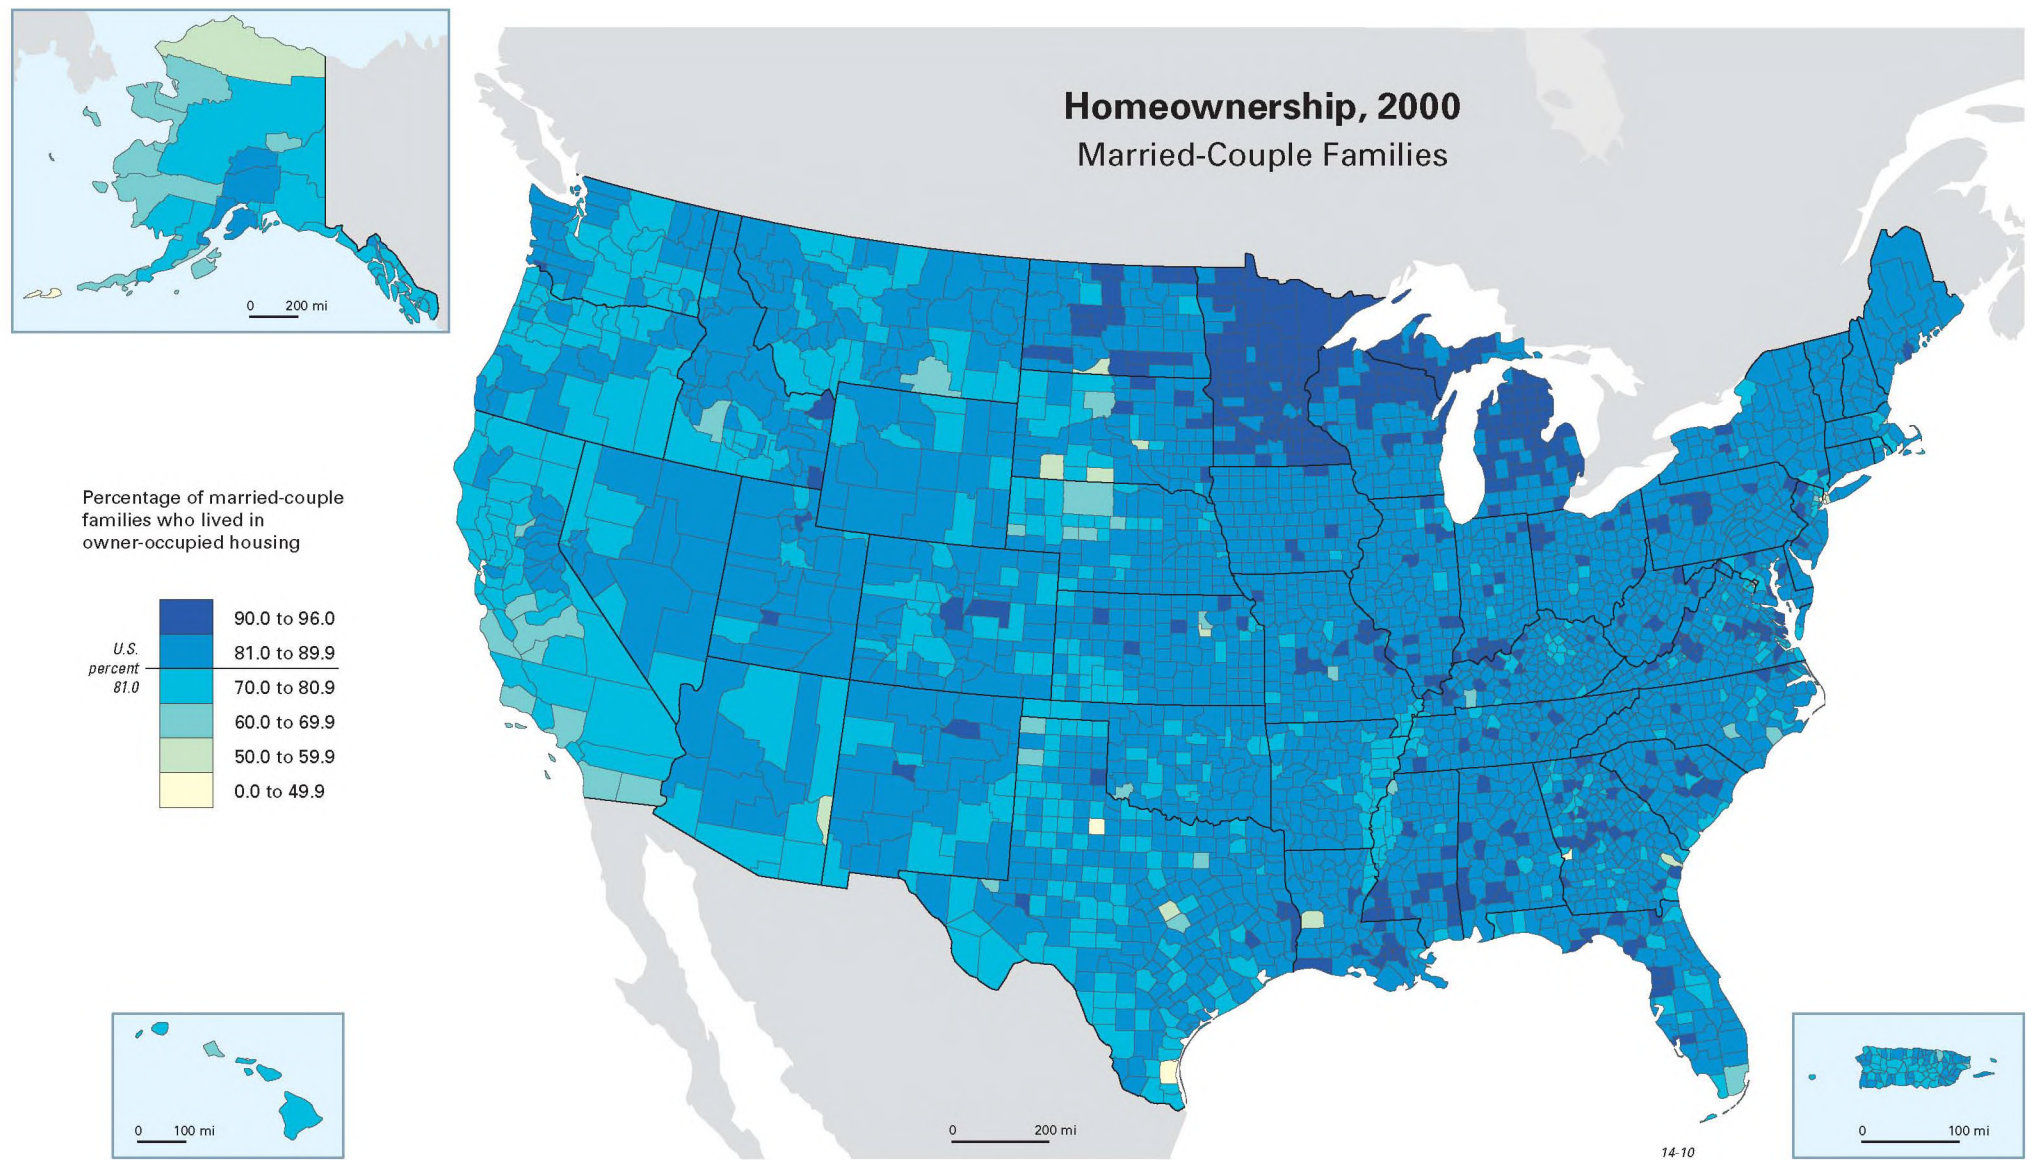 Homeownership, 2000
Married-Couple Families
0 200 mi
Percentage of married-couple
families who lived in
owner-occupied housing
90.0 to 96.0
81.0 to 89.9
U.S.
percent
81.0
70.0 to 80.9
60.0 to 69.9
50.0 to 59.9
0.0 to 49.9
0 100 mi
0 200 mi
0 100 mi
14-10